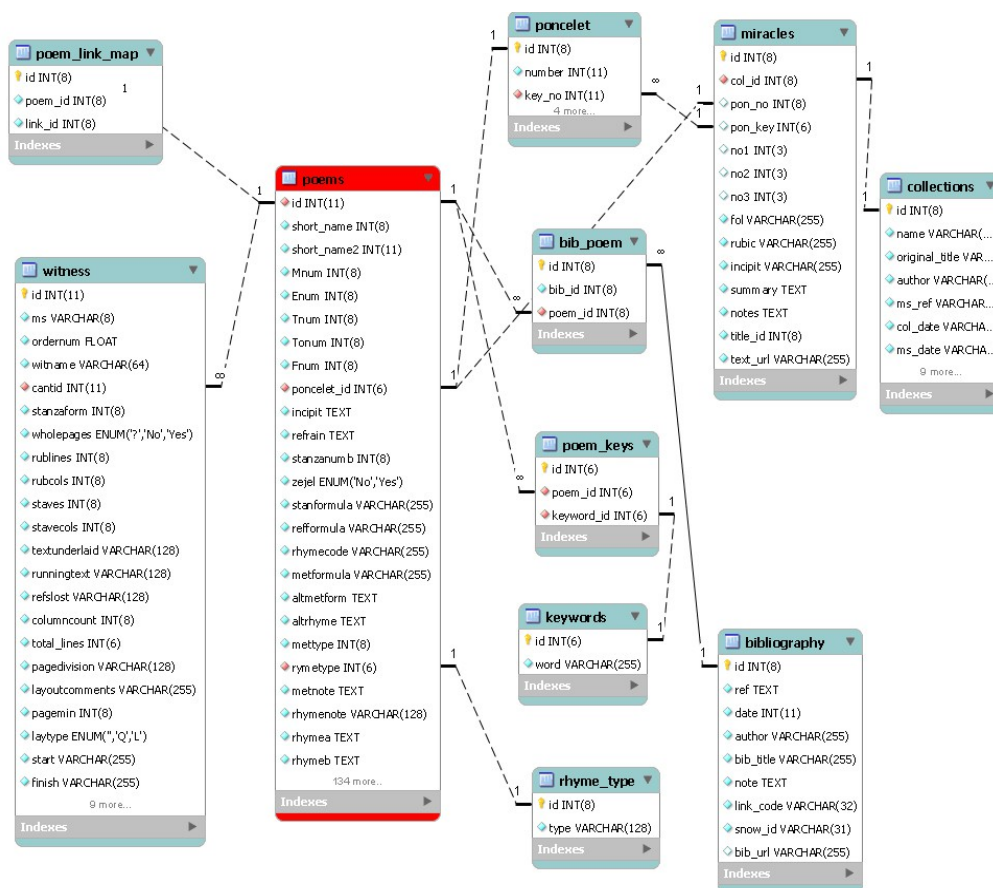 poem_link_map
id INT(8)
poem_id INT(8)
link_id INT(8)
Indexes
1
witness
id INT(11)
ms VARCHAR(8)
ordernum FLOAT
witname VARCHAR(64)
cantid INT(11)
stanzaform INT(8)
wholepages ENUM('?','No','Yes')
rublines INT(8)
rubcols INT(8)
staves INT(8)
stavecols INT(8)
textunderlaid VARCHAR(128)
runningtext VARCHAR(128)
refslost VARCHAR(128)
columncount INT(8)
total_lines INT(6)
pagedivision VARCHAR(128)
layoutcomments VARCHAR(255)
pagemin INT(8)
laytype ENUM('','Q','L')
start VARCHAR(255)
finish VARCHAR(255)
9 more...
Indexes
1
∞
poems
id INT(11)
short_name INT(8)
short_name2 INT(11)
Mnum INT(8)
Enum INT(8)
Tnum INT(8)
Tonum INT(8)
Fnum INT(8)
poncelet_id INT(6)
incipit TEXT
refrain TEXT
stanzanumb INT(8)
zejel ENUM('No','Yes')
stanformula VARCHAR(255)
refformula VARCHAR(255)
rhymecode VARCHAR(255)
metformula VARCHAR(255)
altmetform TEXT
altrhyme TEXT
mettype INT(8)
rymetype INT(6)
metnote TEXT
rhymenote VARCHAR(128)
rhymea TEXT
rhymeb TEXT
134 more...
Indexes
1
1
1
poncelet
id INT(8)
number INT(11)
key_no INT(11)
4 more...
Indexes
1
∞
bib_poem
id INT(8)
bib_id INT(8)
poem_id INT(8)
Indexes
∞
∞
poem_keys
id INT(6)
poem_id INT(6)
keyword_id INT(6)
Indexes
∞
1
keywords
id INT(6)
word VARCHAR(255)
Indexes
1
rhyme_type
id INT(8)
type VARCHAR(128)
Indexes
1
miracles
id INT(8)
col_id INT(8)
pon_no INT(8)
pon_key INT(6)
no1 INT(3)
no2 INT(3)
no3 INT(3)
fol VARCHAR(255)
rubic VARCHAR(255)
incipit VARCHAR(255)
summary TEXT
notes TEXT
title_id INT(8)
text_url VARCHAR(255)
Indexes
1
1
1
collections
id INT(8)
name VARCHAR(...
original_title VAR...
author VARCHAR(...
ms_ref VARCHAR...
col_date VARCHA...
ms_date VARCHA...
9 more...
Indexes
1
bibliography
id INT(8)
ref TEXT
date INT(11)
author VARCHAR(255)
bib_title VARCHAR(255)
note TEXT
link_code VARCHAR(32)
snow_id VARCHAR(31)
bib_url VARCHAR(255)
Indexes
1